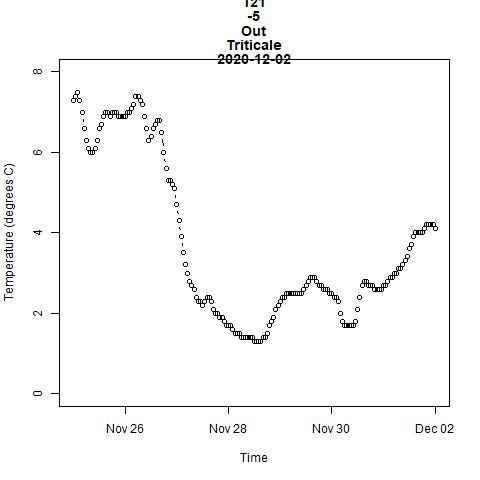 121
-5
Out
Triticale
2020-12-02
8
6
4
2
0
Temperature (degrees C)
Nov 26
Nov 28
Nov 30
Dec 02
Time